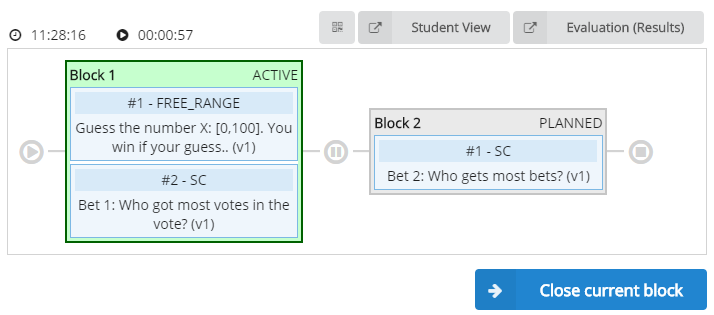 11:28:16 00:00:57 Student View Evaluation (Results)
Block 1 ACTIVE
#1 - FREE_RANGE
Guess the number X: [0,100]. You
win if your guess.. (v1)
#2 - SC
Bet 1: Who got most votes in the
vote? (v1)
Block 2 PLANNED
#1 - SC
Bet 2: Who gets most bets? (v1)
Close current block